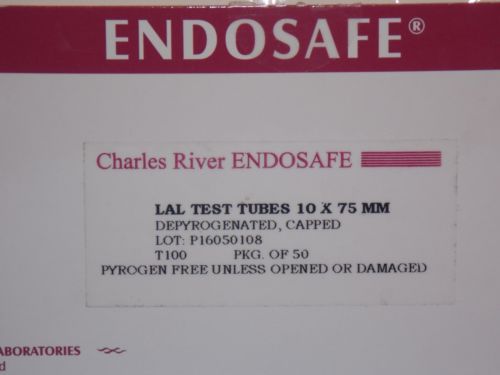 ENDOSAFE®
Charles River ENDOSAFE
LAL TEST TUBES 10 X 75 MM
DEPYROGENATED, CAPPED
LOT: P16050108
T100 PKG. OF 50
PYROGEN FREE UNLESS OPENED OR DAMAGED
ABORATORIES
d